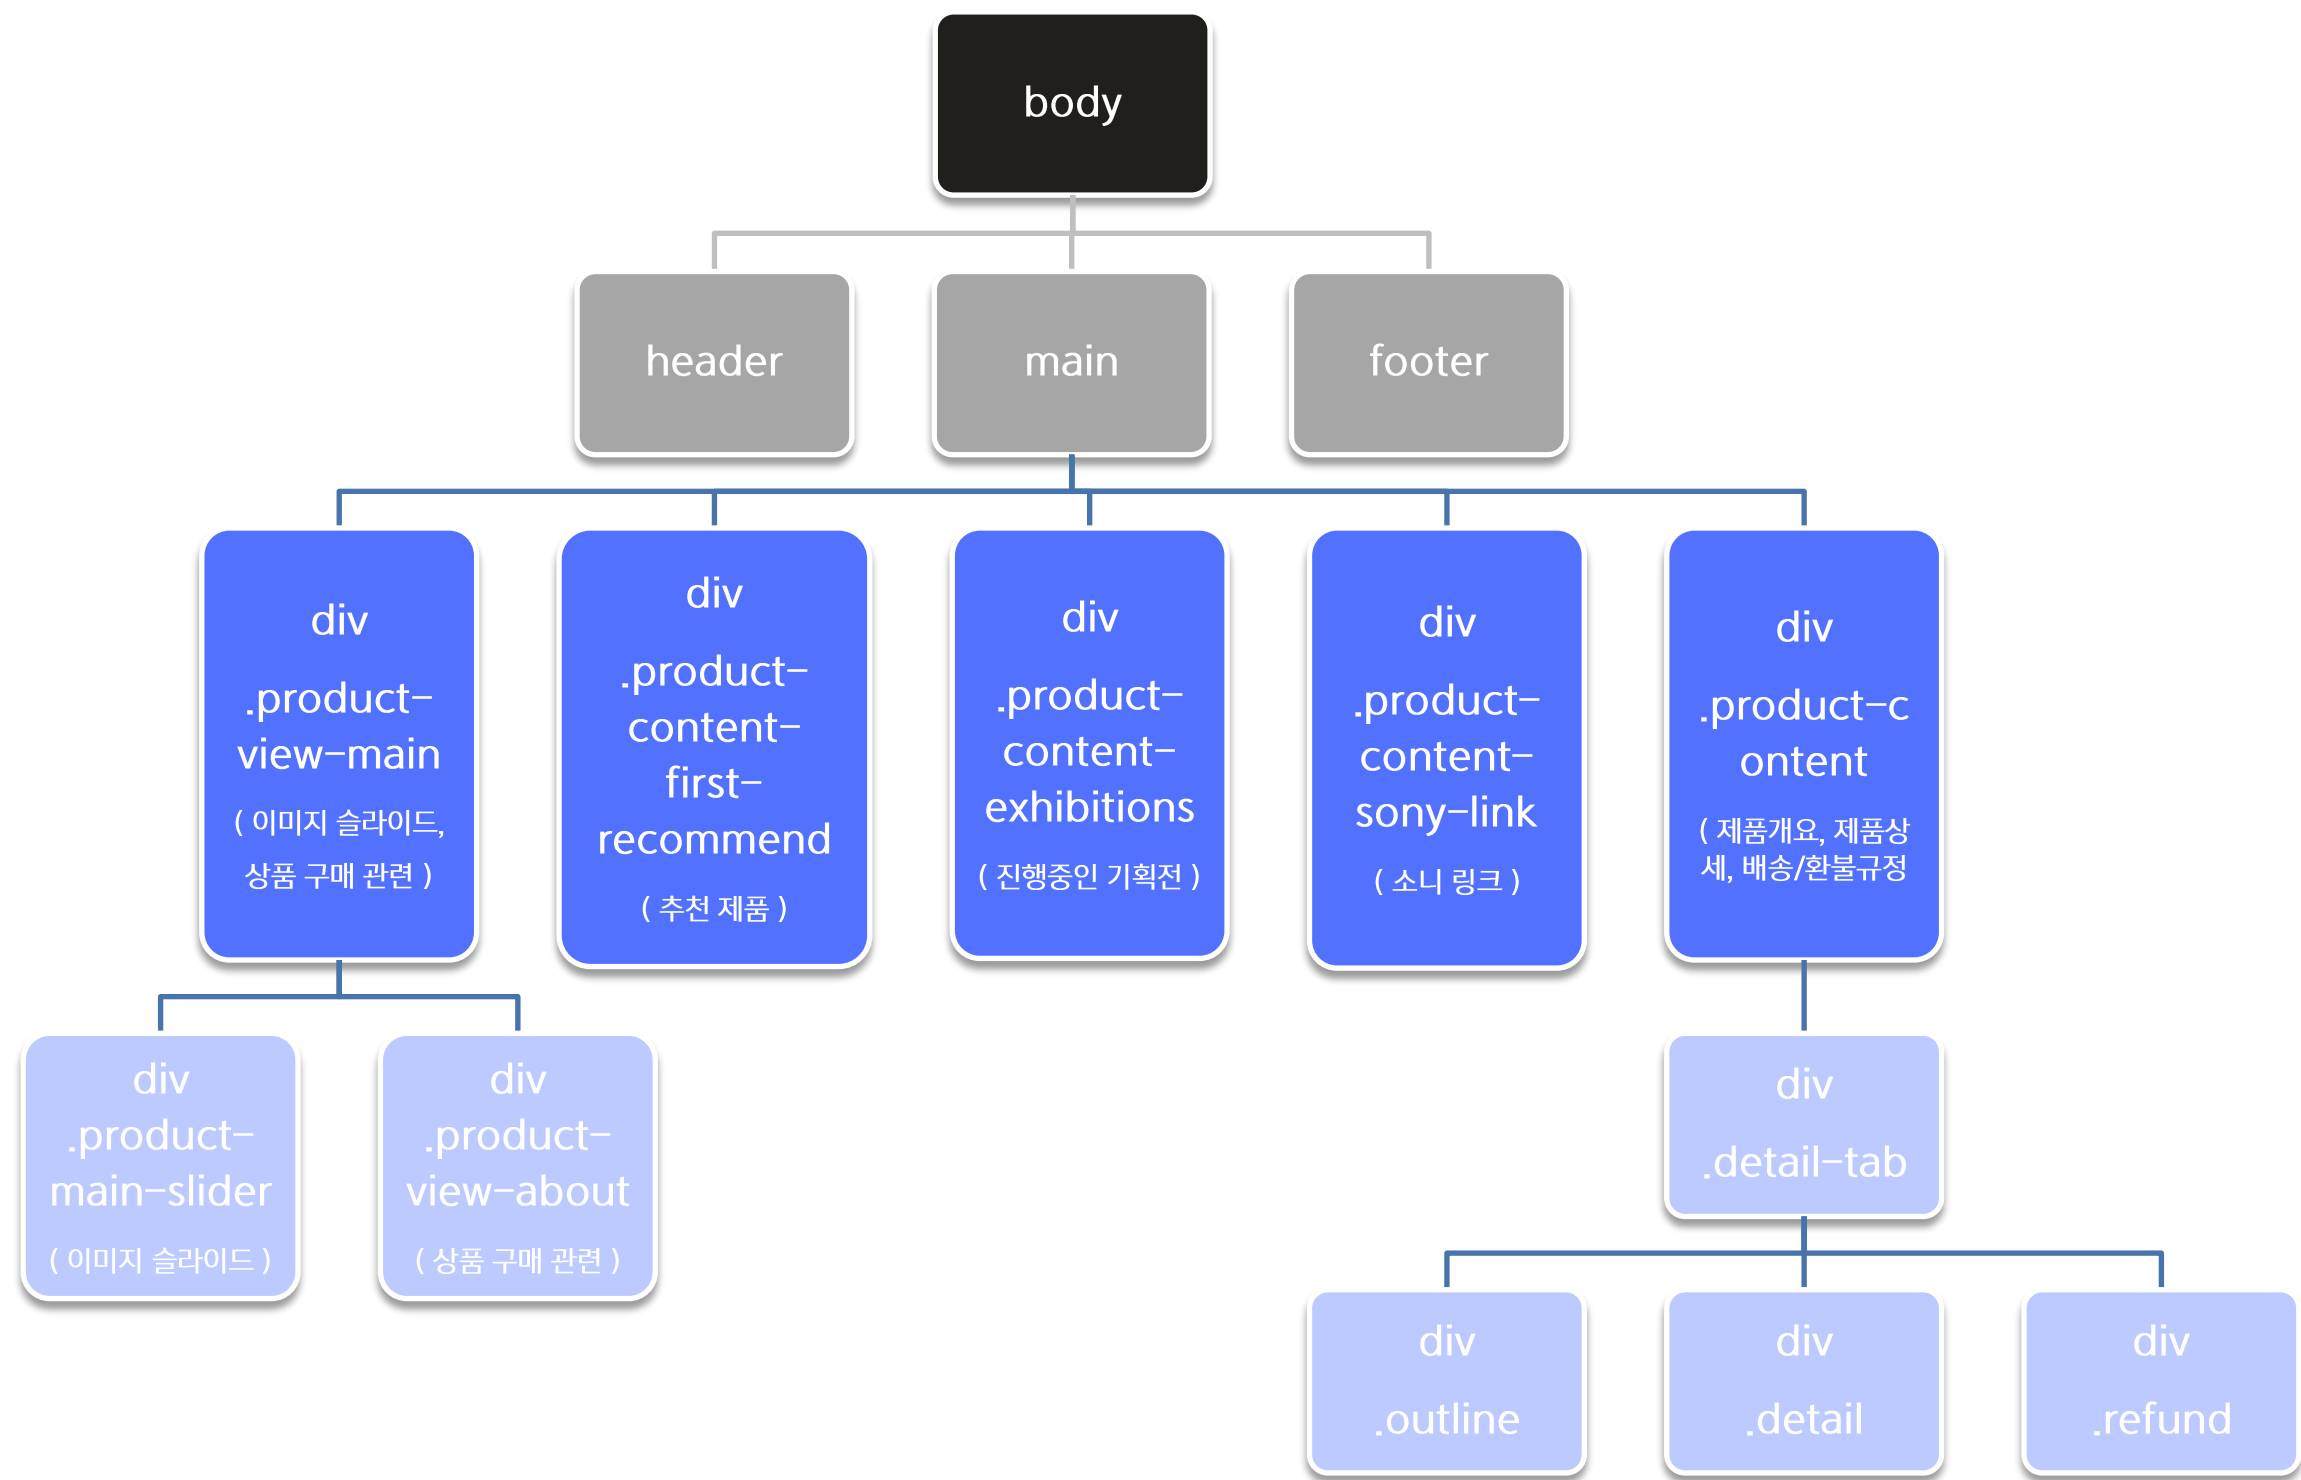 body
header
main
footer
div
.product-
view-main
( 이미지 슬라이드,
상품 구매 관련 )
div
.product-
content-
first-
recommend
( 추천 제품 )
div
.product-
content-
exhibitions
( 진행중인 기획전 )
div
.product-
content-
sony-link
( 소니 링크 )
div
.product-c
ontent
( 제품개요, 제품상
세, 배송/환불규정
div
.product-
main-slider
( 이미지 슬라이드 )
div
.product-
view-about
( 상품 구매 관련 )
div
.detail-tab
div
.outline
div
.detail
div
.refund